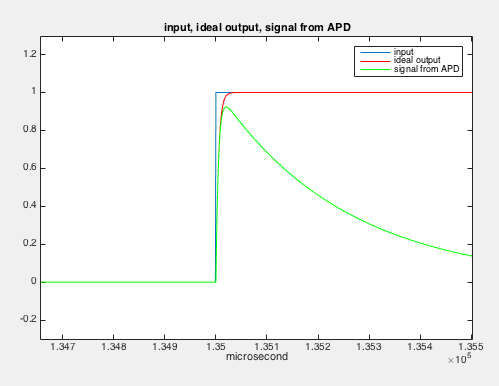 input, ideal output, signal from APD
input
ideal output
signal from APD
1.2
1
0.8
0.6
0.4
0.2
0
-0.2
1.347 1.348 1.349 1.35 1.351 1.352 1.353 1.354 1.355
microsecond
×10⁵